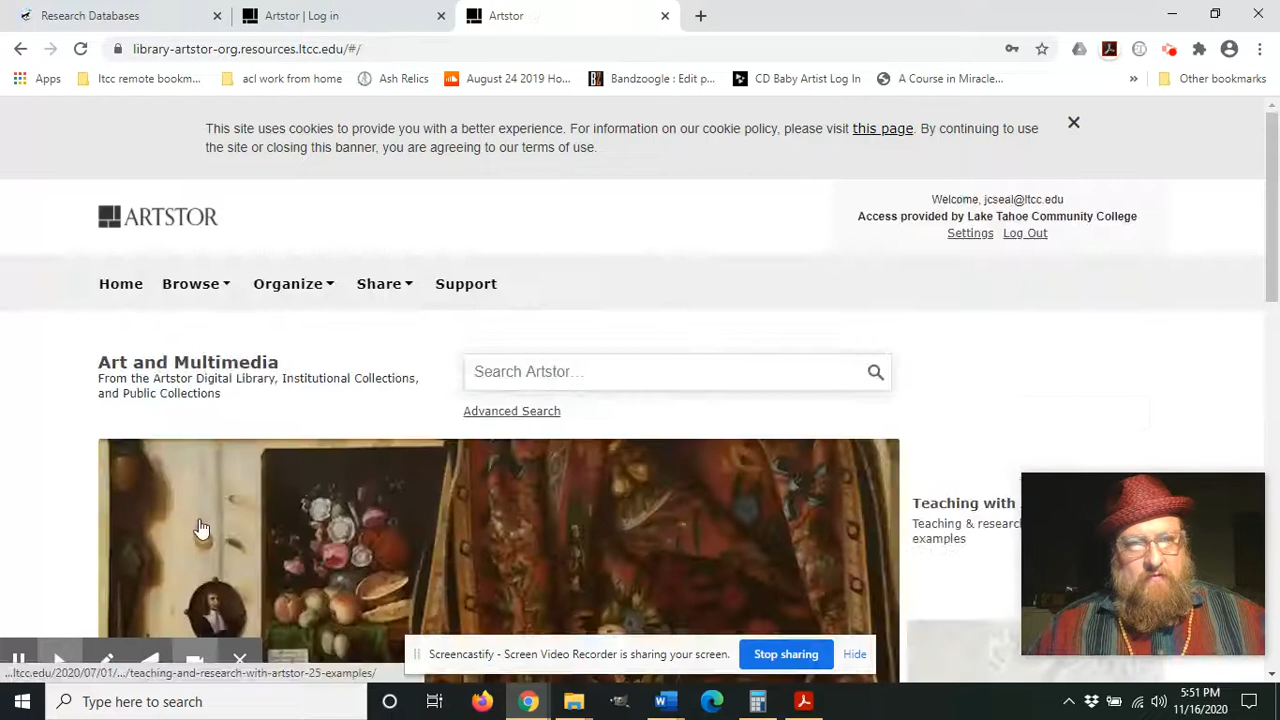 Research Databases
Artstor | Log in
Artstor
library-artstor-org.resources.ltcc.edu/#/
Apps
ltcc remote bookm...
acl work from home
Ash Relics
August 24 2019 Ho...
Bandzoogle : Edit p...
CD Baby Artist Log In
A Course in Miracle...
»
Other bookmarks
This site uses cookies to provide you with a better experience. For information on our cookie policy, please visit this page. By continuing to use
the site or closing this banner, you are agreeing to our terms of use.
ARTSTOR
Welcome, jcseal@ltcc.edu
Access provided by Lake Tahoe Community College
Settings Log Out
Home Browse Organize Share Support
Art and Multimedia
From the Artstor Digital Library, Institutional Collections,
and Public Collections
Search Artstor...
Advanced Search
Teaching with
Teaching & research
examples
Screencastify - Screen Video Recorder is sharing your screen.
Stop sharing
Hide
...ltcc.edu/2020/07/01/.../teaching-and-research-with-artstor-25-examples/
Type here to search
5:51 PM
11/16/2020